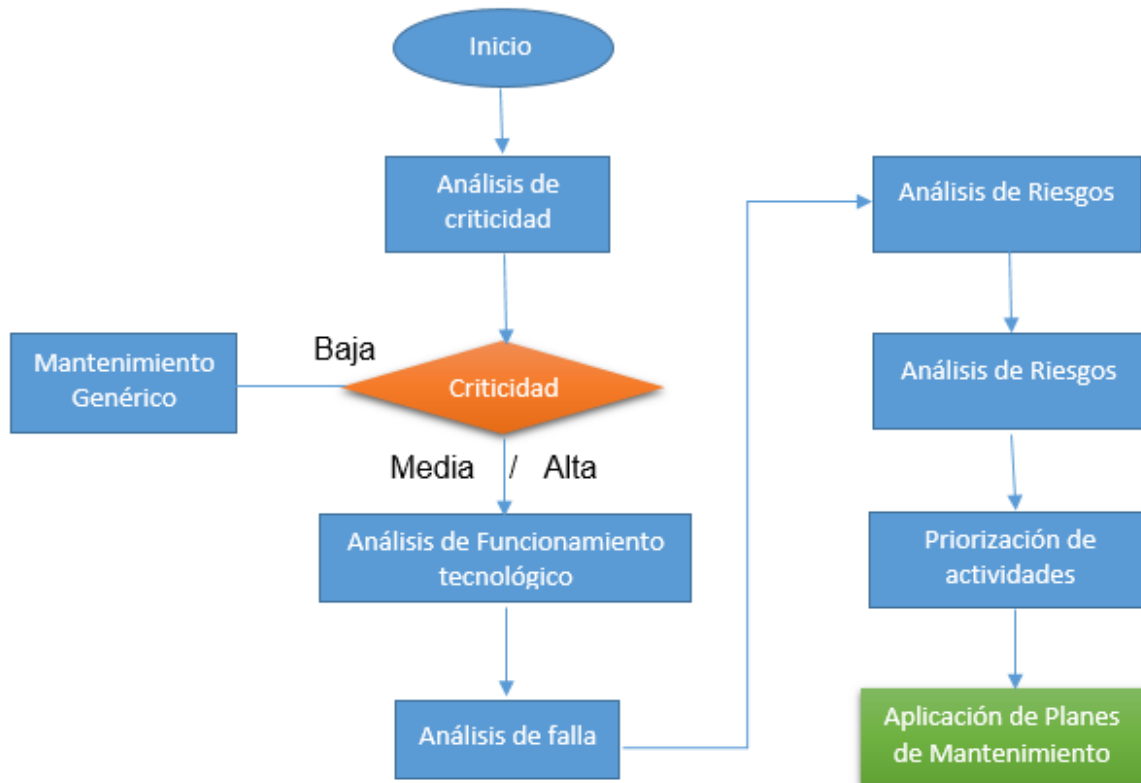 Inicio
Análisis de
criticidad
Baja
Mantenimiento
Genérico
Criticidad
Media / Alta
Análisis de Funcionamiento
tecnológico
Análisis de falla
Análisis de Riesgos
Análisis de Riesgos
Priorización de
actividades
Aplicación de Planes
de Mantenimiento